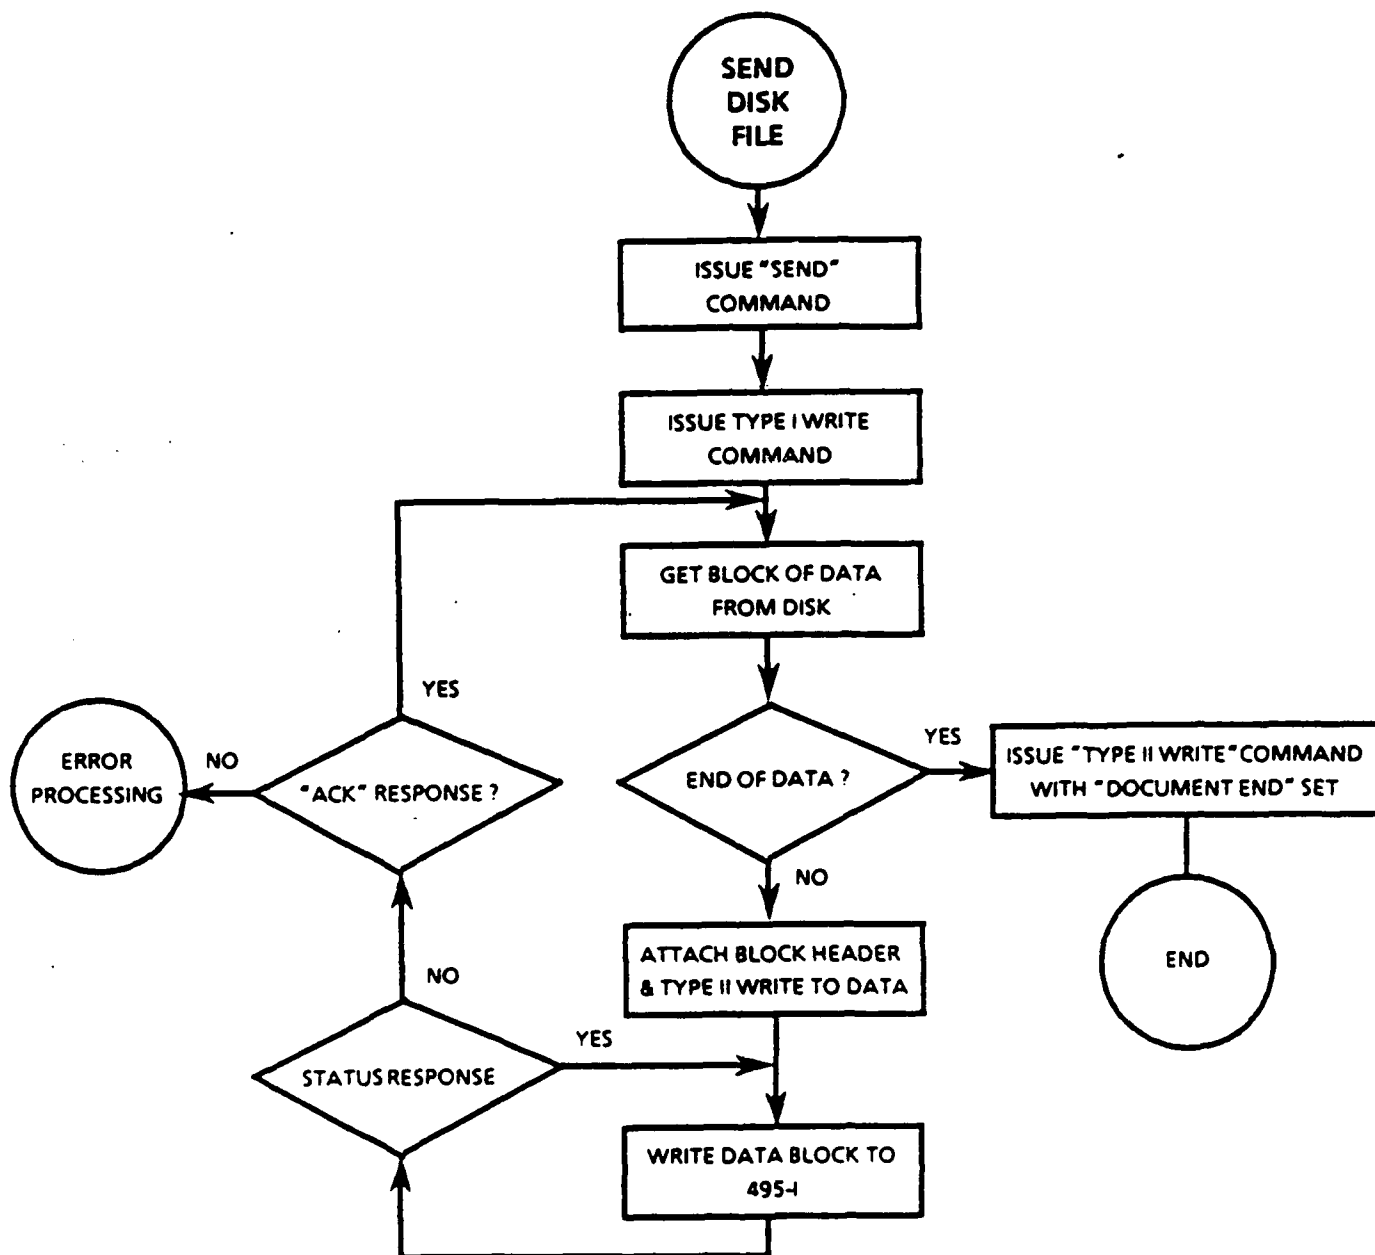 SEND
DISK
FILE
ISSUE "SEND"
COMMAND
ISSUE TYPE I WRITE
COMMAND
GET BLOCK OF DATA
FROM DISK
YES
ERROR
PROCESSING
NO
"ACK" RESPONSE ?
END OF DATA ?
YES
ISSUE "TYPE II WRITE" COMMAND
WITH "DOCUMENT END" SET
NO
END
ATTACH BLOCK HEADER
& TYPE II WRITE TO DATA
NO
YES
STATUS RESPONSE
WRITE DATA BLOCK TO
495-I